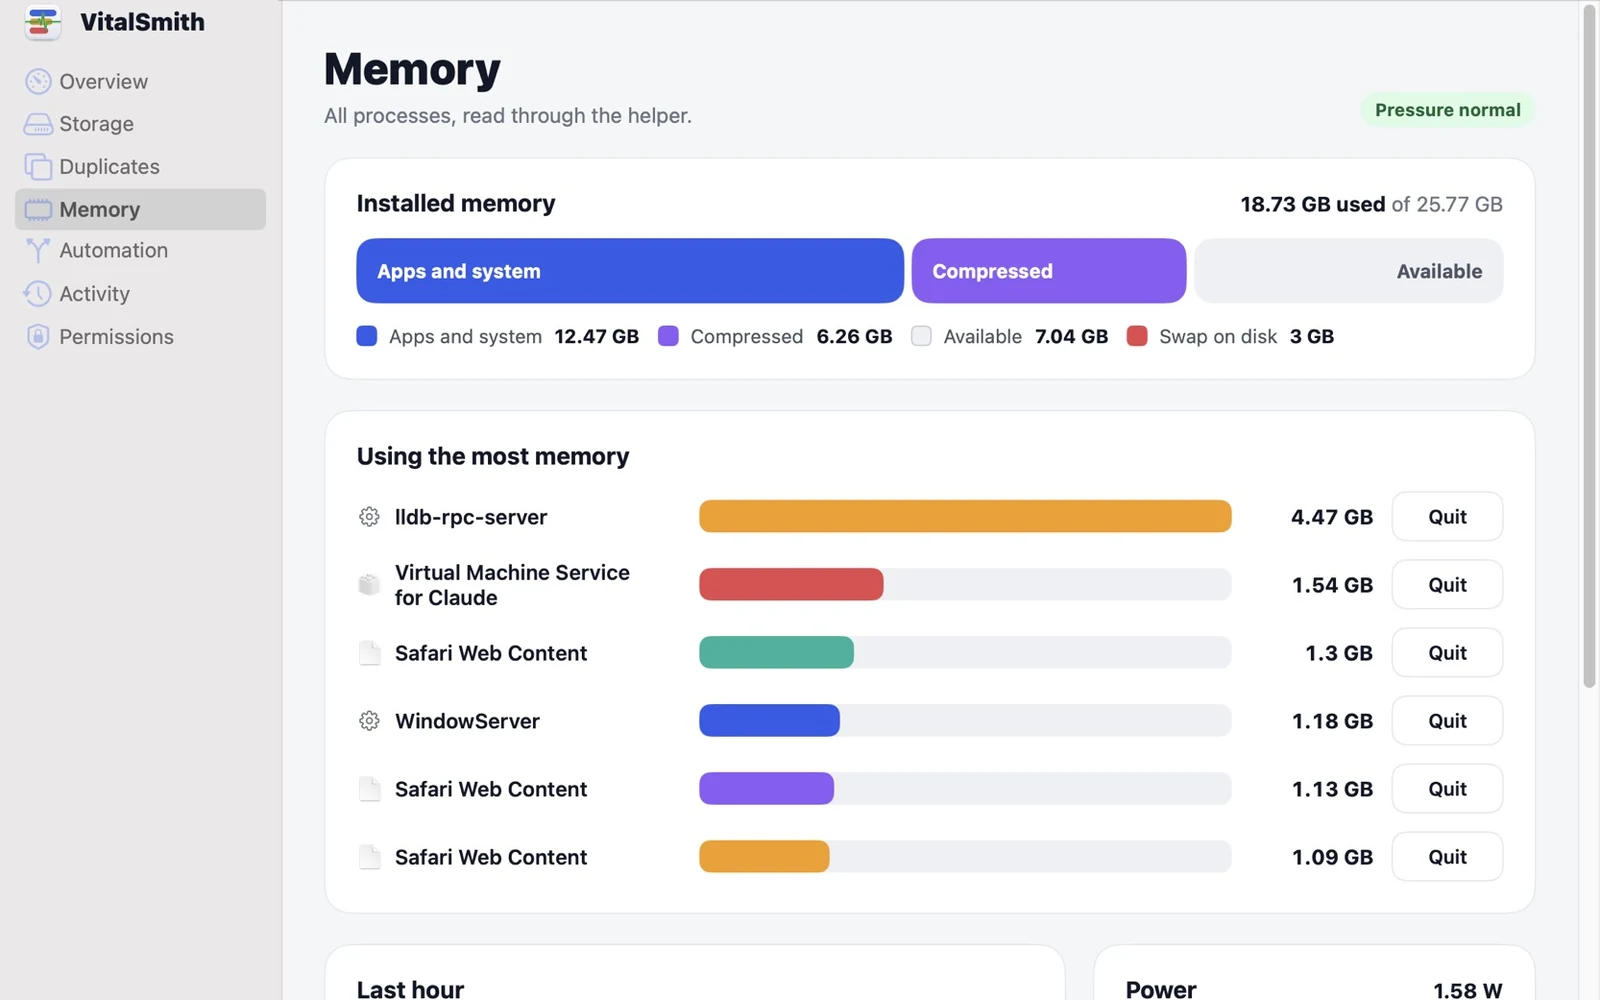 VitalSmith
Overview
Storage
Duplicates
Memory
Automation
Activity
Permissions
Memory
All processes, read through the helper.
Pressure normal
Installed memory
18.73 GB used of 25.77 GB
Apps and system
Compressed
Available
Apps and system 12.47 GB
Compressed 6.26 GB
Available 7.04 GB
Swap on disk 3 GB
Using the most memory
lldb-rpc-server
4.47 GB
Quit
Virtual Machine Service
for Claude
1.54 GB
Quit
Safari Web Content
1.3 GB
Quit
WindowServer
1.18 GB
Quit
Safari Web Content
1.13 GB
Quit
Safari Web Content
1.09 GB
Quit
Last hour
Power
1.58 W